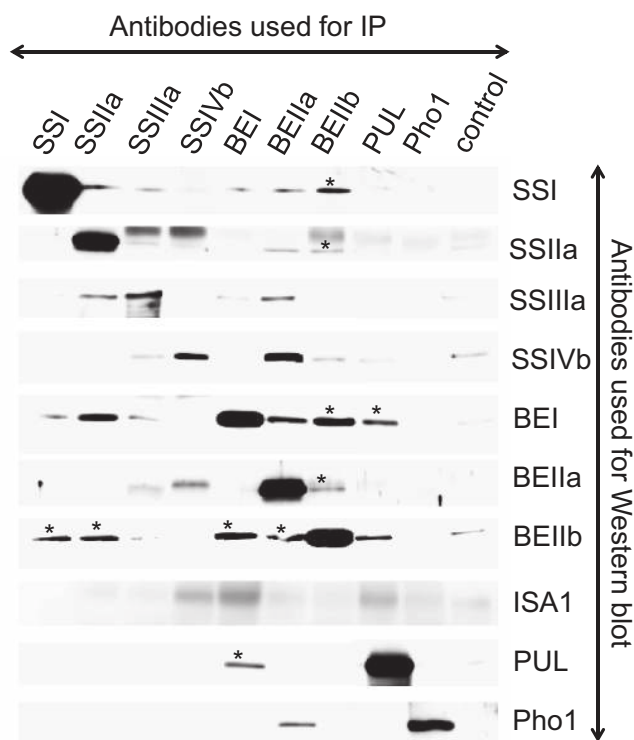 Antibodies used for IP
SSI SSIIa SSIIIa SSIVb BEI BEIIa BEIIb PUL Pho1 control
* SSI
* SSIIa
SSIIIa
SSIVb
* * BEI
* BEIIa
* * * * BEIIb
ISA1
* PUL
Pho1
Antibodies used for Western blot